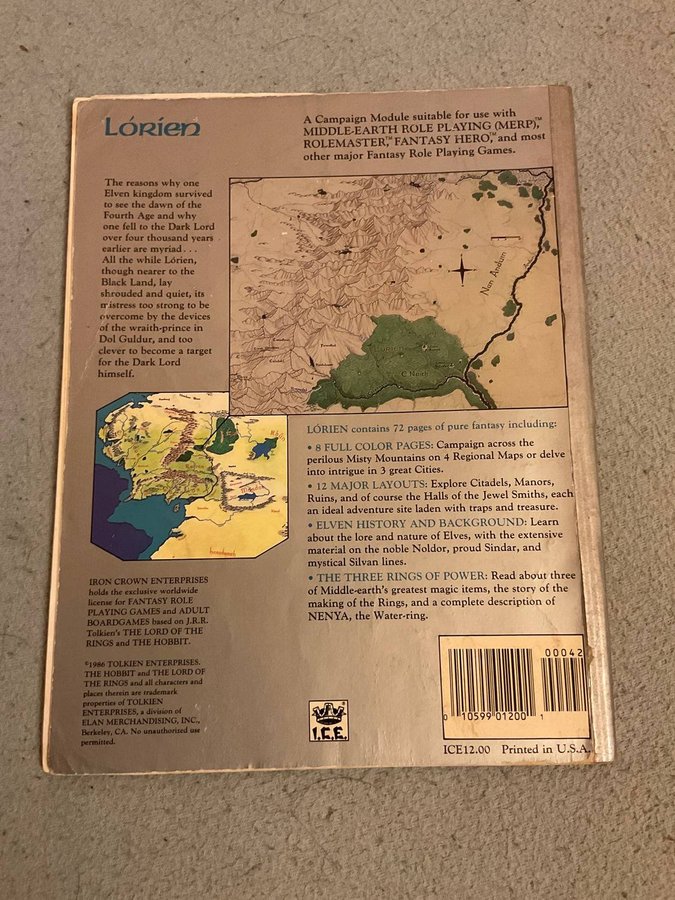 LÓRIEN
A Campaign Module suitable for use with
MIDDLE-EARTH ROLE PLAYING (MERP),™
ROLEMASTER,™ FANTASY HERO,™ and most
other major Fantasy Role Playing Games.
The reasons why one
Elven kingdom survived
to see the dawn of the
Fourth Age and why
one fell to the Dark Lord
over four thousand years
earlier are myriad . . .
All the while Lórien,
though nearer to the
Black Land, lay
shrouded and quiet, its
mistress too strong to be
overcome by the devices
of the wraith-prince in
Dol Guldur, and too
clever to become a target
for the Dark Lord
himself.
LÓRIEN contains 72 pages of pure fantasy including:
• 8 FULL COLOR PAGES: Campaign across the
perilous Misty Mountains on 4 Regional Maps or delve
into intrigue in 3 great Cities.
• 12 MAJOR LAYOUTS: Explore Citadels, Manors,
Ruins, and of course the Halls of the Jewel Smiths, each
an ideal adventure site laden with traps and treasure.
• ELVEN HISTORY AND BACKGROUND: Learn
about the lore and nature of Elves, with the extensive
material on the noble Noldor, proud Sindar, and
mystical Silvan lines.
• THE THREE RINGS OF POWER: Read about three
of Middle-earth's greatest magic items, the story of the
making of the Rings, and a complete description of
NENYA, the Water-ring.
IRON CROWN ENTERPRISES
holds the exclusive worldwide
license for FANTASY ROLE
PLAYING GAMES and ADULT
BOARDGAMES based on J.R.R.
Tolkien's THE LORD OF THE
RINGS and THE HOBBIT.
©1986 TOLKIEN ENTERPRISES.
THE HOBBIT and THE LORD OF
THE RINGS and all characters and
places therein are trademark
properties of TOLKIEN
ENTERPRISES, a division of
ELAN MERCHANDISING, INC.,
Berkeley, CA. No unauthorized use
permitted.
I.C.E.
00042
0 10599 01200 1
ICE12.00 Printed in U.S.A.